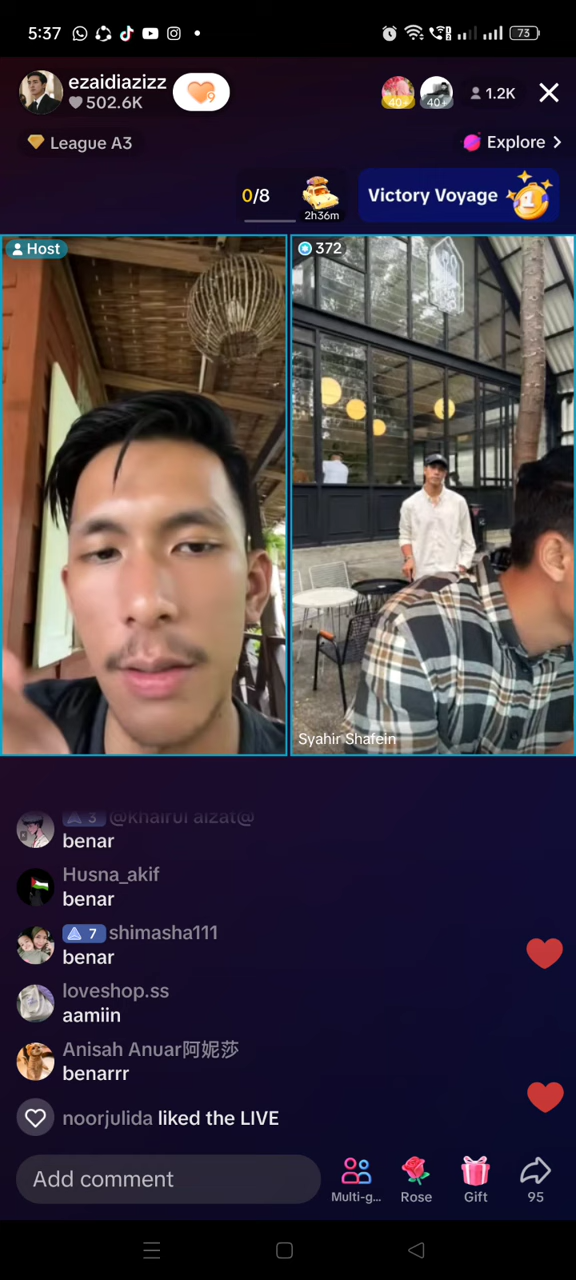 5:37
73
ezaidiazizz
502.6K
9
40+
40+
1.2K
League A3
Explore
0/8
2h36m
Victory Voyage
1
Host
372
Syahir Shafein
3 @khairul aizat@
benar
Husna_akif
benar
7 shimasha111
benar
loveshop.ss
aamiin
Anisah Anuar阿妮莎
benarrr
noorjulida liked the LIVE
Add comment
Multi-g...
Rose
Gift
95